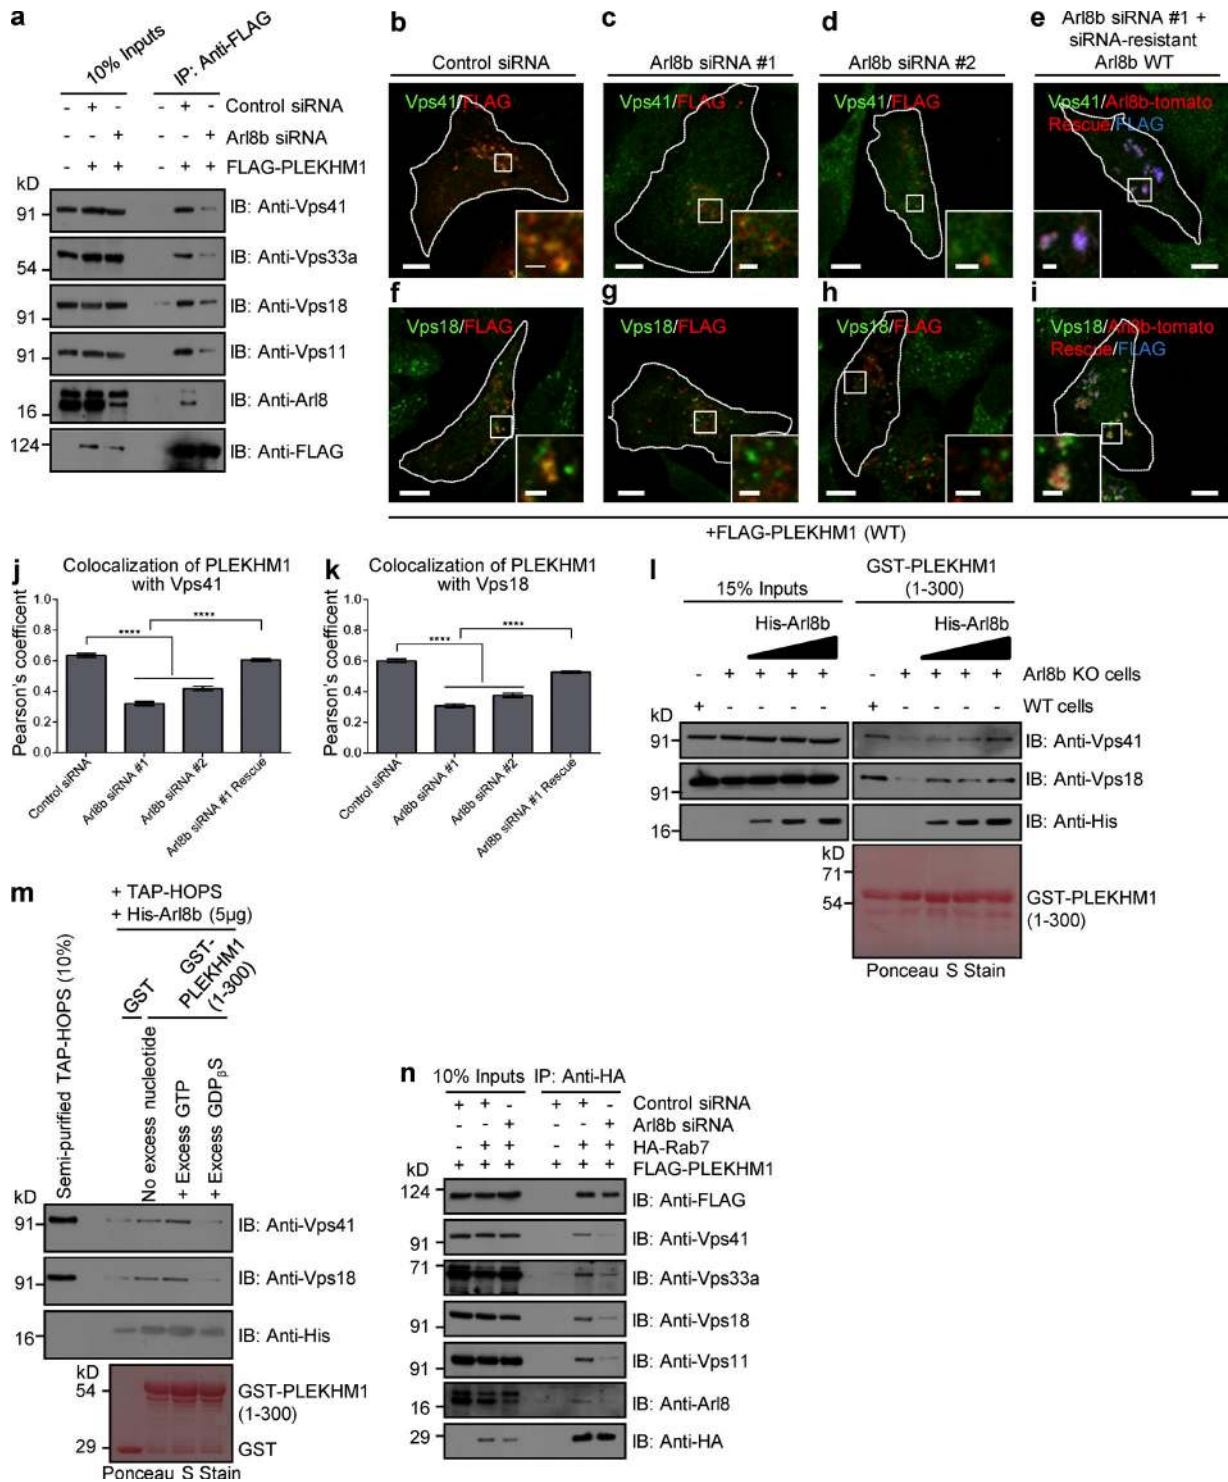 a
10% Inputs
IP: Anti-FLAG
- + - - + - Control siRNA
- - + - - + Arl8b siRNA
- + + - + + FLAG-PLEKHM1
kD
91 IB: Anti-Vps41
54 IB: Anti-Vps33a
91 IB: Anti-Vps18
91 IB: Anti-Vps11
16 IB: Anti-Arl8
124 IB: Anti-FLAG
b
Control siRNA
Vps41/FLAG
c
Arl8b siRNA #1
Vps41/FLAG
d
Arl8b siRNA #2
Vps41/FLAG
e
Arl8b siRNA #1 +
siRNA-resistant
Arl8b WT
Vps41/Arl8b-tomato
Rescue/FLAG
f
Vps18/FLAG
g
Vps18/FLAG
h
Vps18/FLAG
i
Vps18/Arl8b-tomato
Rescue/FLAG
+FLAG-PLEKHM1 (WT)
j
Colocalization of PLEKHM1
with Vps41
Pearson's coefficent
1.0
0.8
0.6
0.4
0.2
0.0
****
****
Control siRNA
Arl8b siRNA #1
Arl8b siRNA #2
Arl8b siRNA #1 Rescue
k
Colocalization of PLEKHM1
with Vps18
Pearson's coefficent
1.0
0.8
0.6
0.4
0.2
0.0
****
****
Control siRNA
Arl8b siRNA #1
Arl8b siRNA #2
Arl8b siRNA #1 Rescue
l
15% Inputs
GST-PLEKHM1
(1-300)
His-Arl8b
His-Arl8b
- + + + + - + + + + Arl8b KO cells
+ - - - - + - - - - WT cells
kD
91 IB: Anti-Vps41
91 IB: Anti-Vps18
16 IB: Anti-His
kD
71
54
GST-PLEKHM1
(1-300)
Ponceau S Stain
m
+ TAP-HOPS
+ His-Arl8b (5µg)
Semi-purified TAP-HOPS (10%)
GST
GST-
PLEKHM1
(1-300)
No excess nucleotide
+ Excess GTP
+ Excess GDPβS
kD
91 IB: Anti-Vps41
91 IB: Anti-Vps18
16 IB: Anti-His
kD
54 GST-PLEKHM1
(1-300)
29 GST
Ponceau S Stain
n
10% Inputs
IP: Anti-HA
+ + - + + - Control siRNA
- - + - - + Arl8b siRNA
- + + - + + HA-Rab7
+ + + + + + FLAG-PLEKHM1
kD
124 IB: Anti-FLAG
91 IB: Anti-Vps41
71 IB: Anti-Vps33a
91 IB: Anti-Vps18
91 IB: Anti-Vps11
16 IB: Anti-Arl8
29 IB: Anti-HA